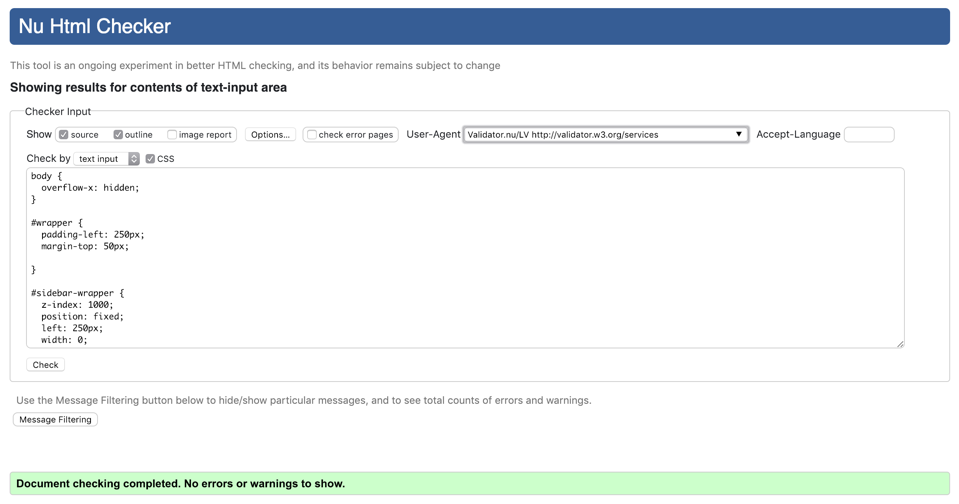 Nu Html Checker
This tool is an ongoing experiment in better HTML checking, and its behavior remains subject to change
Showing results for contents of text-input area
Checker Input
Show source outline image report Options... check error pages User-Agent Validator.nu/LV http://validator.w3.org/services Accept-Language
Check by text input CSS
body {
  overflow-x: hidden;
}
#wrapper {
  padding-left: 250px;
  margin-top: 50px;
}
#sidebar-wrapper {
  z-index: 1000;
  position: fixed;
  left: 250px;
  width: 0;
Check
Use the Message Filtering button below to hide/show particular messages, and to see total counts of errors and warnings.
Message Filtering
Document checking completed. No errors or warnings to show.